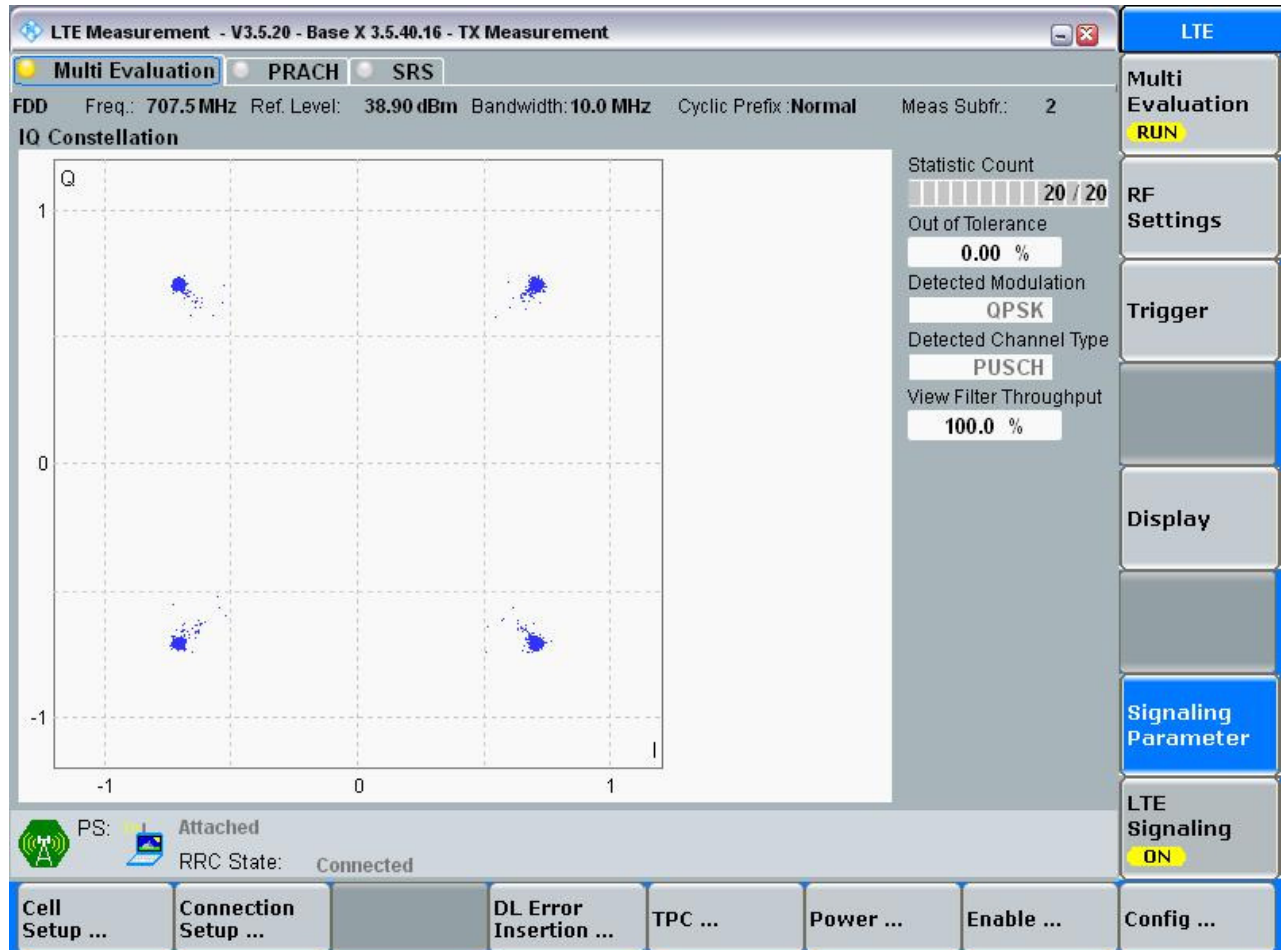 LTE Measurement - V3.5.20 - Base X 3.5.40.16 - TX Measurement
LTE
Multi Evaluation PRACH SRS
FDD Freq.: 707.5 MHz Ref. Level: 38.90 dBm Bandwidth: 10.0 MHz Cyclic Prefix : Normal Meas Subfr.: 2
IQ Constellation
Q
1
0
-1
-1 0 1
I
Statistic Count
20 / 20
Out of Tolerance
0.00 %
Detected Modulation
QPSK
Detected Channel Type
PUSCH
View Filter Throughput
100.0 %
Multi
Evaluation
RUN
RF
Settings
Trigger
Display
Signaling
Parameter
LTE
Signaling
ON
PS: Attached
RRC State: Connected
Cell
Setup ...
Connection
Setup ...
DL Error
Insertion ...
TPC ...
Power ...
Enable ...
Config ...